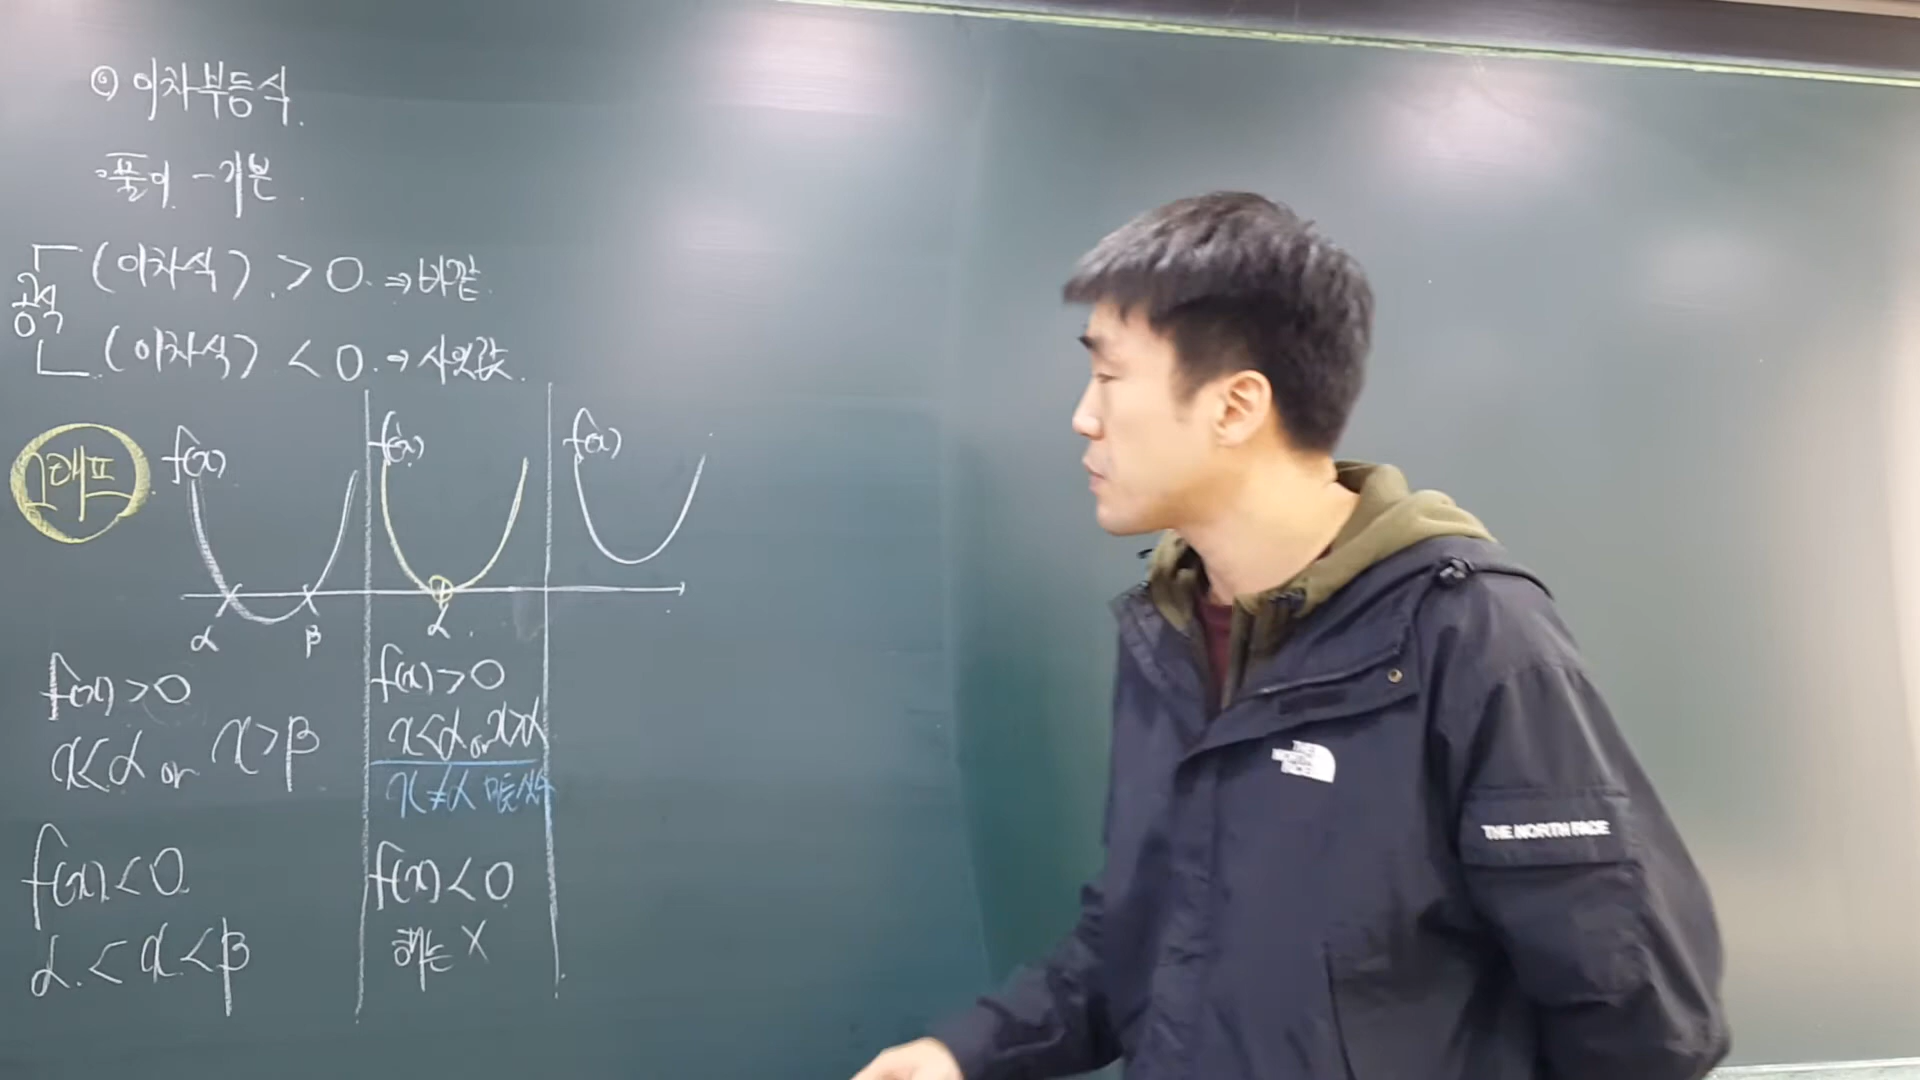 ◎ 이차부등식.
·풀이 - 기본.
공식
(이차식) > 0. ⇒ 바깥.
(이차식) < 0. → 사잇값.
그래프
f(x)
f(x)
f(x)
α
β
α.
f(x) > 0
x<α or x>β
f(x) < 0.
α < x < β
f(x) > 0
x<α or x>α
x≠α 모든 실수
f(x) < 0
해는 X
THE NORTH FACE
THE NORTH FACE